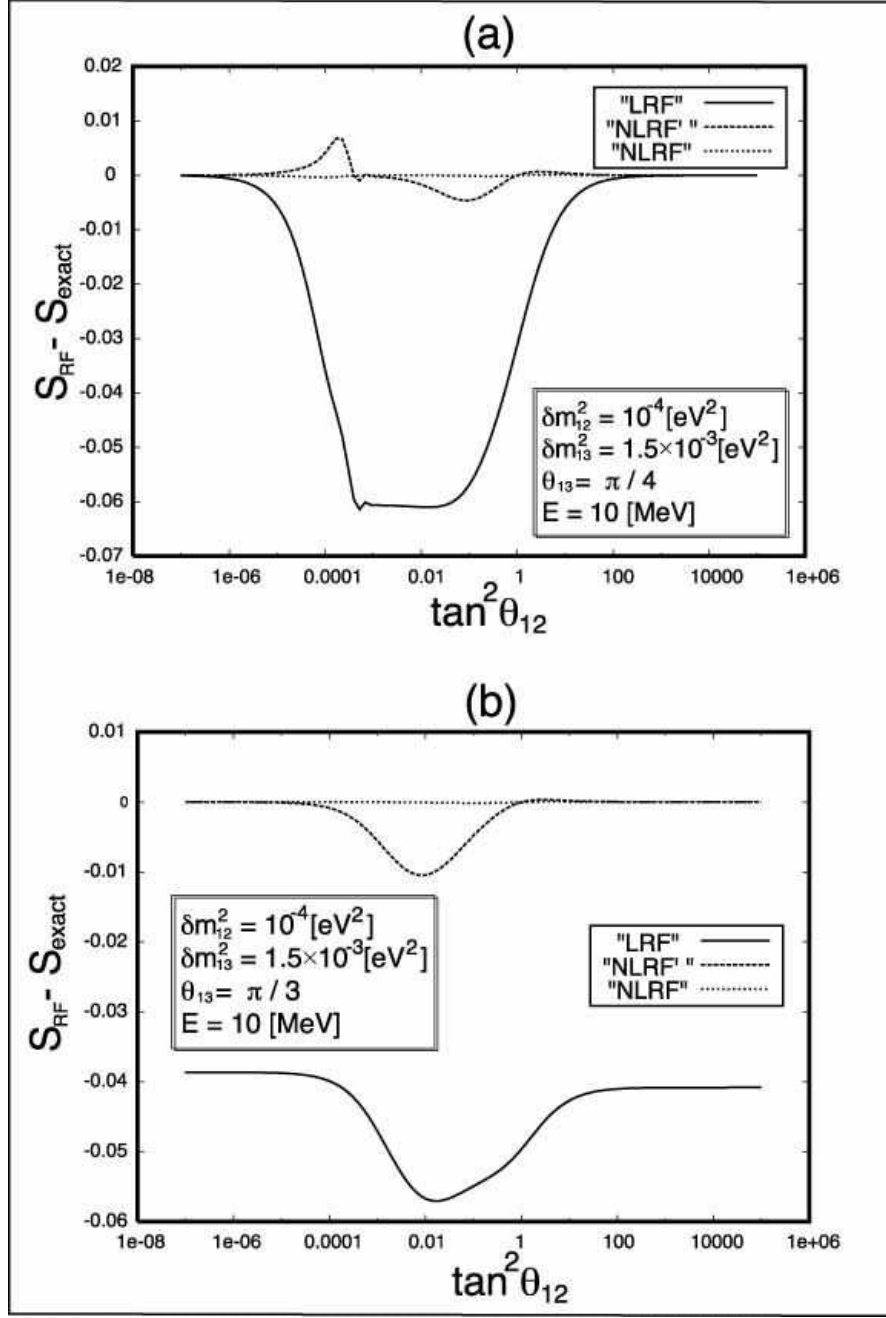 (a)
0.02
0.01
0
-0.01
-0.02
-0.03
-0.04
-0.05
-0.06
-0.07
S_RF - S_exact
"LRF"
"NLRF' "
"NLRF"
δm²₁₂ = 10⁻⁴[eV²]
δm²₁₃ = 1.5×10⁻³[eV²]
θ₁₃= π / 4
E = 10 [MeV]
1e-08 1e-06 0.0001 0.01 1 100 10000 1e+06
tan²θ₁₂
(b)
0.01
0
-0.01
-0.02
-0.03
-0.04
-0.05
-0.06
S_RF - S_exact
δm²₁₂ = 10⁻⁴[eV²]
δm²₁₃ = 1.5×10⁻³[eV²]
θ₁₃= π / 3
E = 10 [MeV]
"LRF"
"NLRF' "
"NLRF"
1e-08 1e-06 0.0001 0.01 1 100 10000 1e+06
tan²θ₁₂